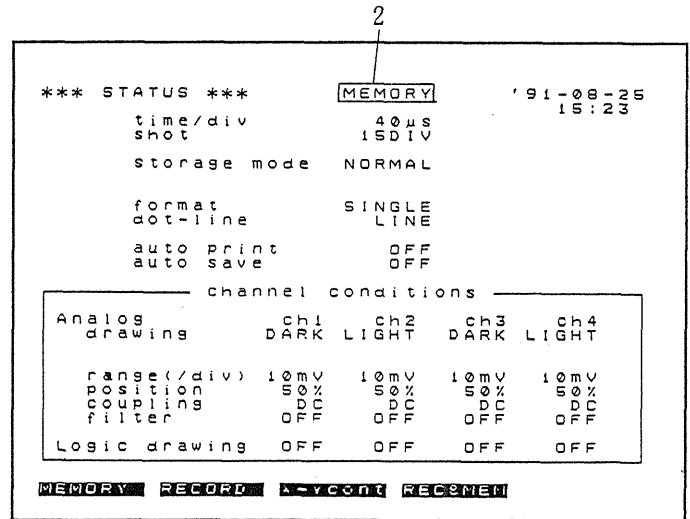 2
*** STATUS *** MEMORY '91-08-25
15:23
time/div 40μs
shot 15DIV
storage mode NORMAL
format SINGLE
dot-line LINE
auto print OFF
auto save OFF
channel conditions
Analog ch1 ch2 ch3 ch4
drawing DARK LIGHT DARK LIGHT
range(/div) 10mV 10mV 10mV 10mV
position 50% 50% 50% 50%
coupling DC DC DC DC
filter OFF OFF OFF OFF
Logic drawing OFF OFF OFF OFF
MEMORY RECORD X-Ycont REC&MEM